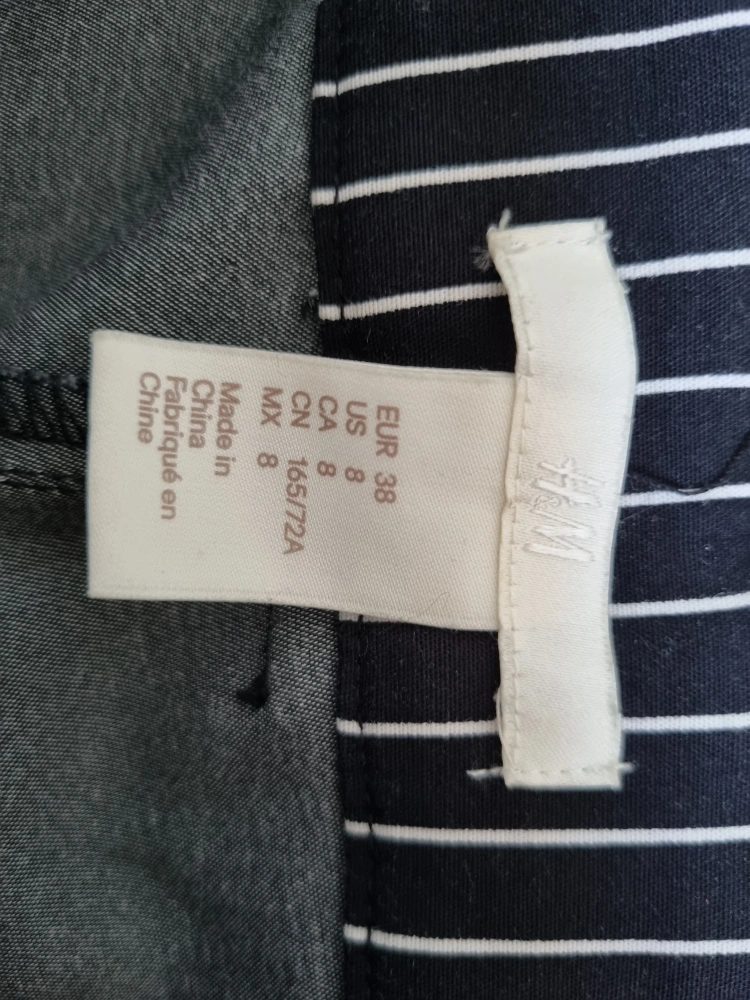 H&M
EUR 38
US 8
CA 8
CN 165/72A
MX 8
Made in
China
Fabriqué en
Chine